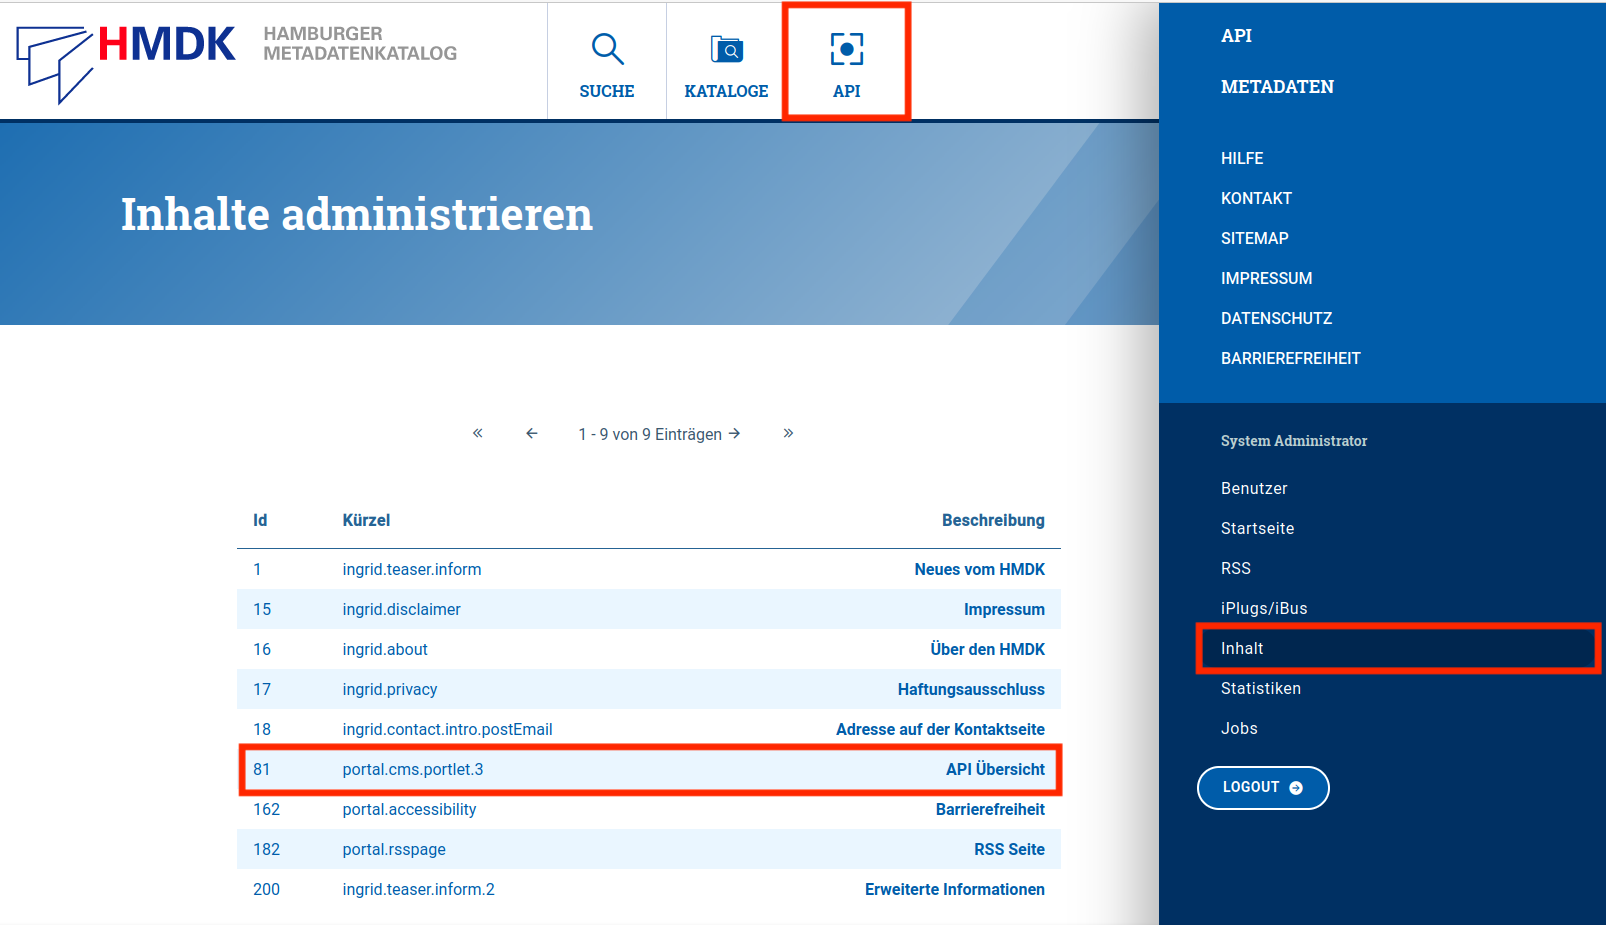 HMDK
HAMBURGER
METADATENKATALOG
SUCHE
KATALOGE
API
Inhalte administrieren
« ← 1 - 9 von 9 Einträgen → »
Id Kürzel Beschreibung
1 ingrid.teaser.inform Neues vom HMDK
15 ingrid.disclaimer Impressum
16 ingrid.about Über den HMDK
17 ingrid.privacy Haftungsausschluss
18 ingrid.contact.intro.postEmail Adresse auf der Kontaktseite
81 portal.cms.portlet.3 API Übersicht
162 portal.accessibility Barrierefreiheit
182 portal.rsspage RSS Seite
200 ingrid.teaser.inform.2 Erweiterte Informationen
API
METADATEN
HILFE
KONTAKT
SITEMAP
IMPRESSUM
DATENSCHUTZ
BARRIEREFREIHEIT
System Administrator
Benutzer
Startseite
RSS
iPlugs/iBus
Inhalt
Statistiken
Jobs
LOGOUT